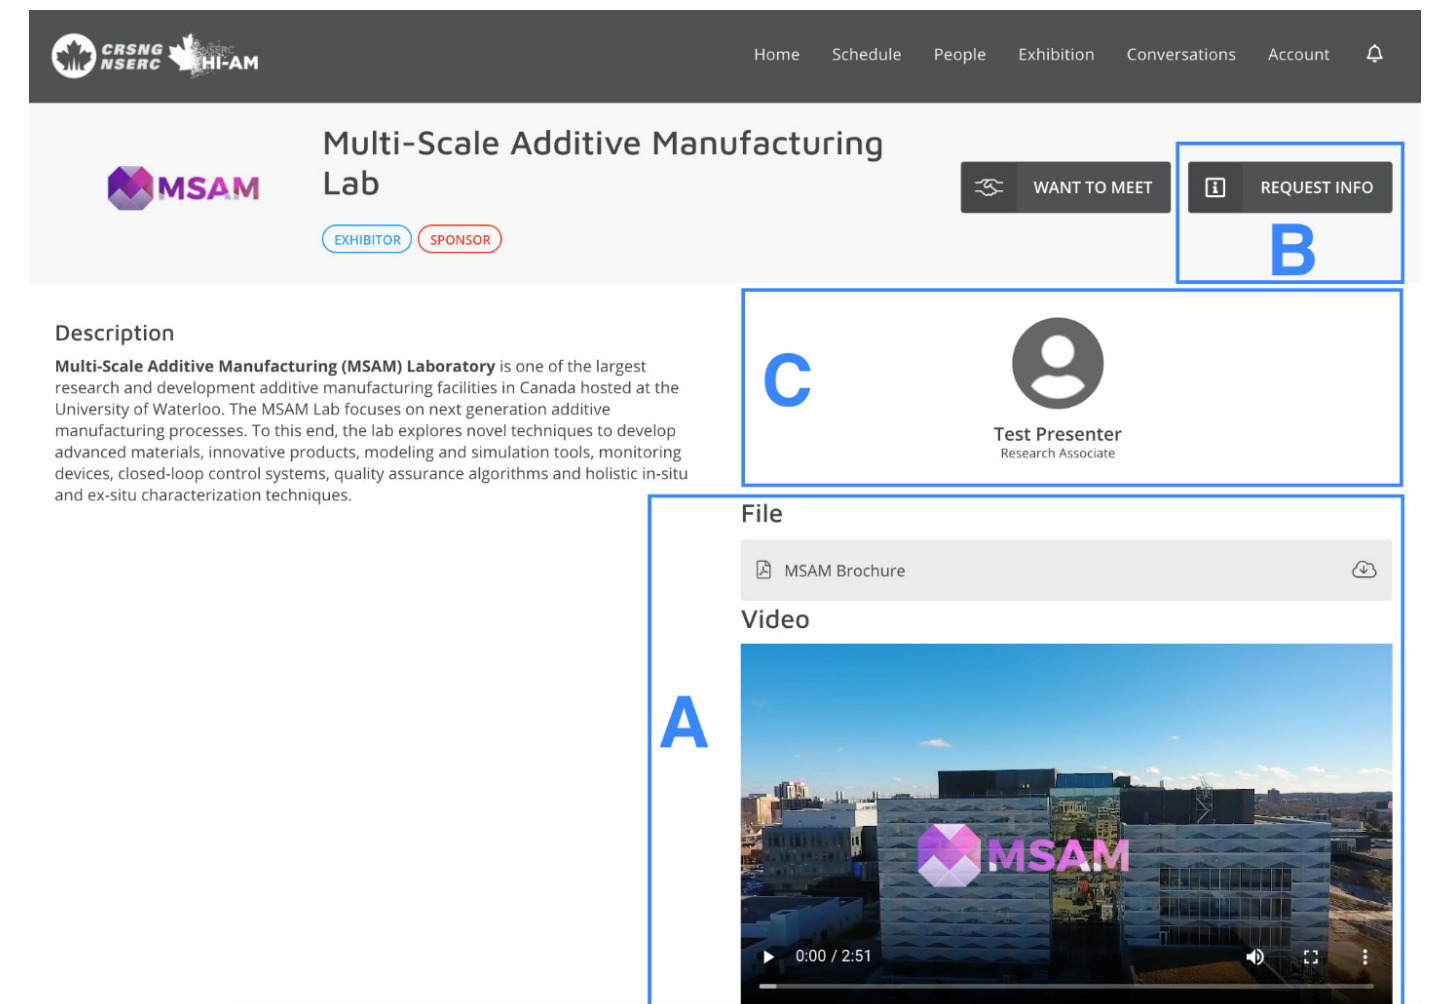 CRSNG
NSERC
NSERC
HI-AM
Home Schedule People Exhibition Conversations Account
Multi-Scale Additive Manufacturing
Lab
MSAM
EXHIBITOR SPONSOR
WANT TO MEET
REQUEST INFO
B
Description
Multi-Scale Additive Manufacturing (MSAM) Laboratory is one of the largest
research and development additive manufacturing facilities in Canada hosted at the
University of Waterloo. The MSAM Lab focuses on next generation additive
manufacturing processes. To this end, the lab explores novel techniques to develop
advanced materials, innovative products, modeling and simulation tools, monitoring
devices, closed-loop control systems, quality assurance algorithms and holistic in-situ
and ex-situ characterization techniques.
C
Test Presenter
Research Associate
A
File
MSAM Brochure
Video
MSAM
0:00 / 2:51